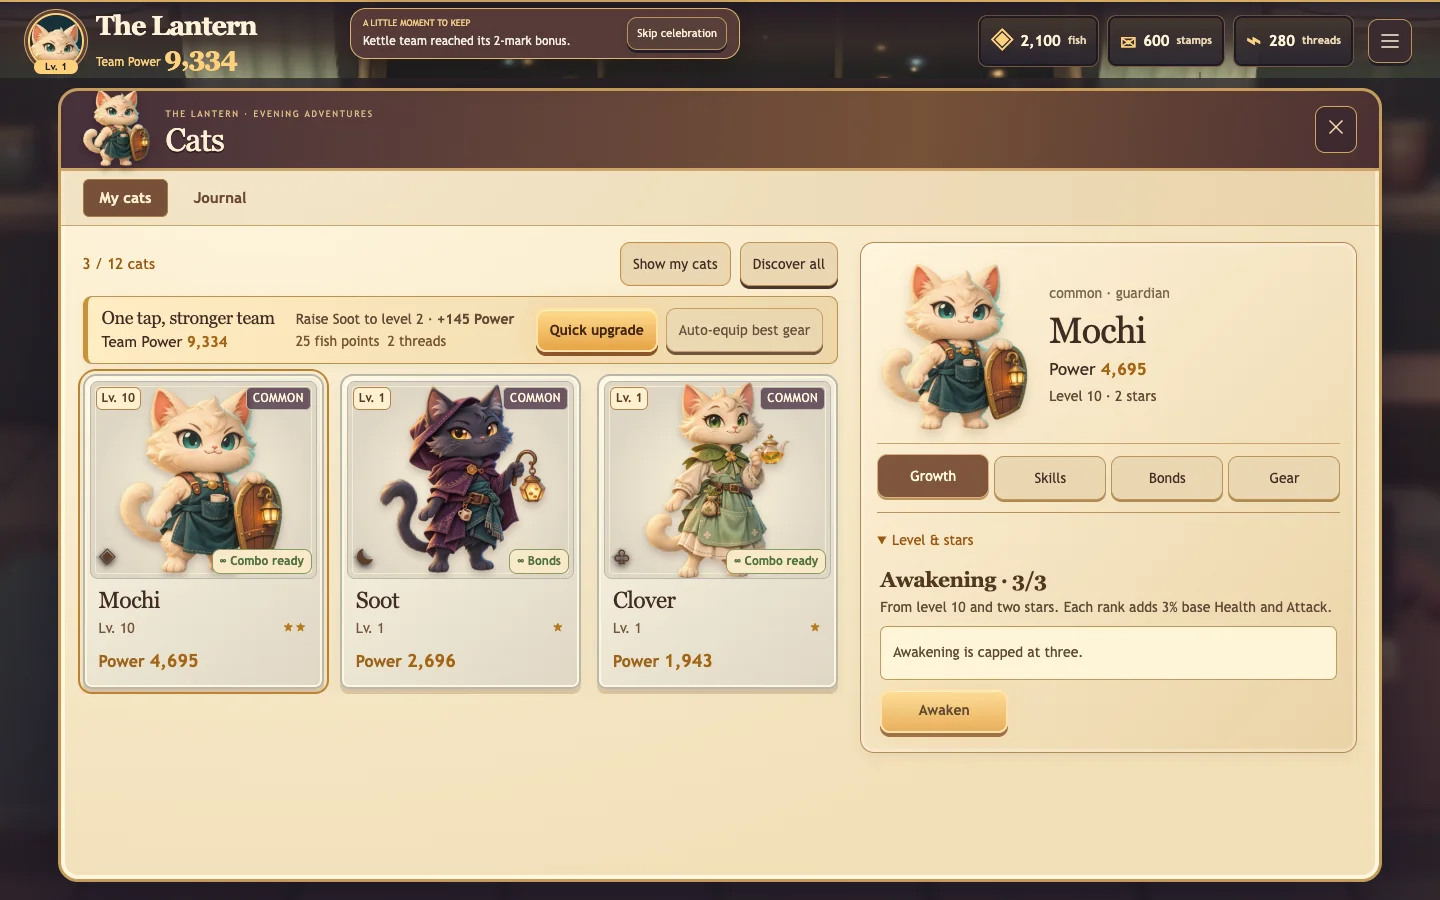 The Lantern
Lv. 1
Team Power 9,334
A LITTLE MOMENT TO KEEP
Kettle team reached its 2-mark bonus.
Skip celebration
2,100 fish
600 stamps
280 threads
THE LANTERN · EVENING ADVENTURES
Cats
My cats
Journal
3 / 12 cats
Show my cats
Discover all
One tap, stronger team
Team Power 9,334
Raise Soot to level 2 · +145 Power
25 fish points 2 threads
Quick upgrade
Auto-equip best gear
Lv. 10
COMMON
∞ Combo ready
Mochi
Lv. 10
★★
Power 4,695
Lv. 1
COMMON
∞ Bonds
Soot
Lv. 1
★
Power 2,696
Lv. 1
COMMON
∞ Combo ready
Clover
Lv. 1
★
Power 1,943
common · guardian
Mochi
Power 4,695
Level 10 · 2 stars
Growth
Skills
Bonds
Gear
▼ Level & stars
Awakening · 3/3
From level 10 and two stars. Each rank adds 3% base Health and Attack.
Awakening is capped at three.
Awaken